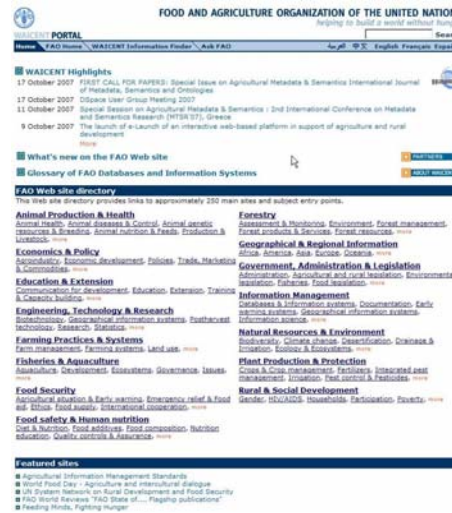 FOOD AND AGRICULTURE ORGANIZATION OF THE UNITED NATION
helping to build a world without hung
WAICENT PORTAL
Sear
Home FAO Home WAICENT Information Finder Ask FAO
عربي 中文 English Français Españ
WAICENT Highlights
17 October 2007 FIRST CALL FOR PAPERS: Special Issue on Agricultural Metadata & Semantics International Journal
of Metadata, Semantics and Ontologies
17 October 2007 DSpace User Group Meeting 2007
11 October 2007 Special Session on Agricultural Metadata & Semantics : 2nd International Conference on Metadata
and Semantics Research (MTSR'07), Greece
9 October 2007 The launch of e-Launch of an interactive web-based platform in support of agriculture and rural
development
More
What's new on the FAO Web site
PARTNERS
Glossary of FAO Databases and Information Systems
ABOUT WAICEN
FAO Web site directory
This Web site directory provides links to approximately 250 main sites and subject entry points.
Animal Production & Health
Animal Health, Animal diseases & Control, Animal genetic
resources & Breeding, Animal nutrition & Feeds, Production &
Livestock, more
Economics & Policy
Agroindustry, Economic development, Policies, Trade, Marketing
& Commodities, more
Education & Extension
Communication for development, Education, Extension, Training
& Capacity building, more
Engineering, Technology & Research
Biotechnology, Geographical information systems, Postharvest
technology, Research, Statistics, more
Farming Practices & Systems
Farm management, Farming systems, Land use, more
Fisheries & Aquaculture
Aquaculture, Development, Ecosystems, Governance, Issues,
more
Food Security
Agricultural situation & Early warning, Emergency relief & Food
aid, Ethics, Food supply, International cooperation, more
Food safety & Human nutrition
Diet & Nutrition, Food additives, Food composition, Nutrition
education, Quality controls & Assurance, more
Forestry
Assessment & Monitoring, Environment, Forest management,
Forest products & Services, Forest resources, more
Geographical & Regional Information
Africa, America, Asia, Europe, Oceania, more
Government, Administration & Legislation
Administration, Agricultural and rural legislation, Environmenta
legislation, Fisheries, Food legislation, more
Information Management
Databases & Information systems, Documentation, Early
warning systems, Geographical information systems,
Information science, more
Natural Resources & Environment
Biodiversity, Climate change, Desertification, Drainage &
Irrigation, Ecology & Ecosystems, more
Plant Production & Protection
Crops & Crop management, Fertilizers, Integrated pest
management, Irrigation, Pest control & Pesticides, more
Rural & Social Development
Gender, HIV/AIDS, Households, Participation, Poverty, more
Featured sites
Agricultural Information Management Standards
World Food Day - Agriculture and intercultural dialogue
UN System Network on Rural Development and Food Security
FAO World Reviews "FAO State of.... Flagship publications"
Feeding Minds, Fighting Hunger